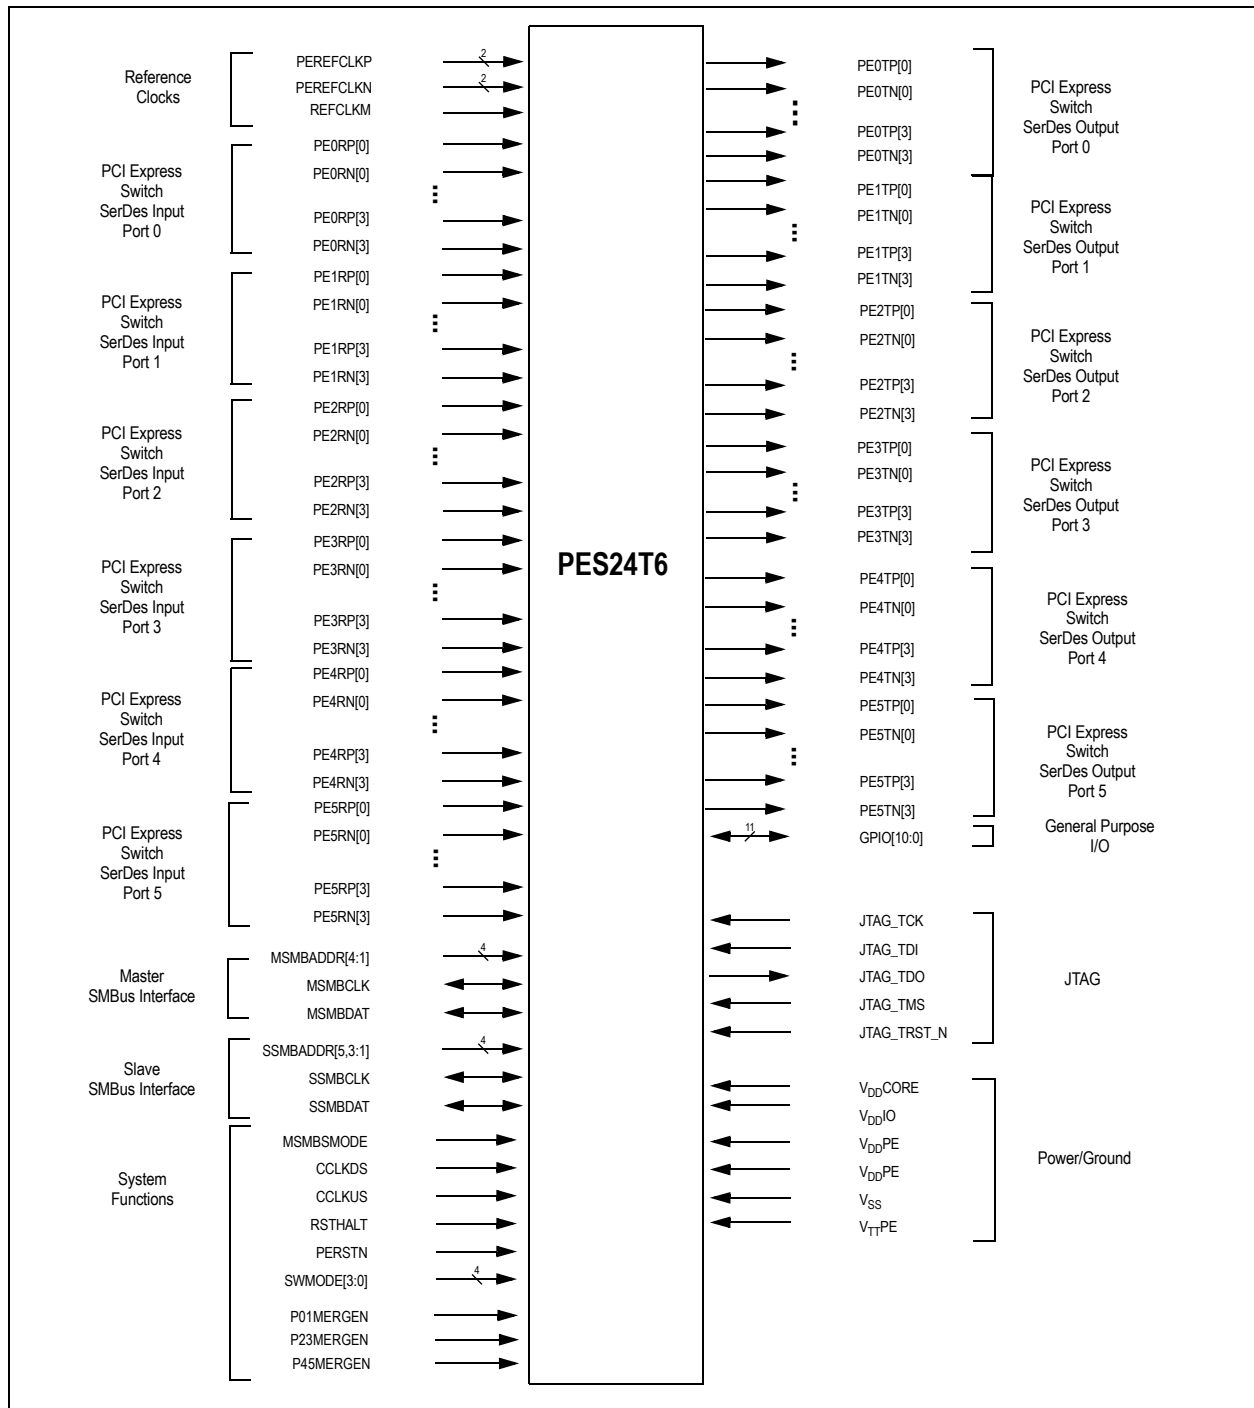 Reference
Clocks
PEREFCLKP
2
PEREFCLKN
2
REFCLKM
PCI Express
Switch
SerDes Input
Port 0
PE0RP[0]
PE0RN[0]
PE0RP[3]
PE0RN[3]
PCI Express
Switch
SerDes Input
Port 1
PE1RP[0]
PE1RN[0]
PE1RP[3]
PE1RN[3]
PCI Express
Switch
SerDes Input
Port 2
PE2RP[0]
PE2RN[0]
PE2RP[3]
PE2RN[3]
PCI Express
Switch
SerDes Input
Port 3
PE3RP[0]
PE3RN[0]
PE3RP[3]
PE3RN[3]
PCI Express
Switch
SerDes Input
Port 4
PE4RP[0]
PE4RN[0]
PE4RP[3]
PE4RN[3]
PCI Express
Switch
SerDes Input
Port 5
PE5RP[0]
PE5RN[0]
PE5RP[3]
PE5RN[3]
Master
SMBus Interface
MSMBADDR[4:1]
4
MSMBCLK
MSMBDAT
Slave
SMBus Interface
SSMBADDR[5,3:1]
4
SSMBCLK
SSMBDAT
System
Functions
MSMBSMODE
CCLKDS
CCLKUS
RSTHALT
PERSTN
SWMODE[3:0]
4
P01MERGEN
P23MERGEN
P45MERGEN
PES24T6
PE0TP[0]
PE0TN[0]
PE0TP[3]
PE0TN[3]
PCI Express
Switch
SerDes Output
Port 0
PE1TP[0]
PE1TN[0]
PE1TP[3]
PE1TN[3]
PCI Express
Switch
SerDes Output
Port 1
PE2TP[0]
PE2TN[0]
PE2TP[3]
PE2TN[3]
PCI Express
Switch
SerDes Output
Port 2
PE3TP[0]
PE3TN[0]
PE3TP[3]
PE3TN[3]
PCI Express
Switch
SerDes Output
Port 3
PE4TP[0]
PE4TN[0]
PE4TP[3]
PE4TN[3]
PCI Express
Switch
SerDes Output
Port 4
PE5TP[0]
PE5TN[0]
PE5TP[3]
PE5TN[3]
PCI Express
Switch
SerDes Output
Port 5
11
GPIO[10:0]
General Purpose
I/O
JTAG_TCK
JTAG_TDI
JTAG_TDO
JTAG_TMS
JTAG_TRST_N
JTAG
VDDCORE
VDDIO
VDDPE
VDDPE
VSS
VTTPE
Power/Ground